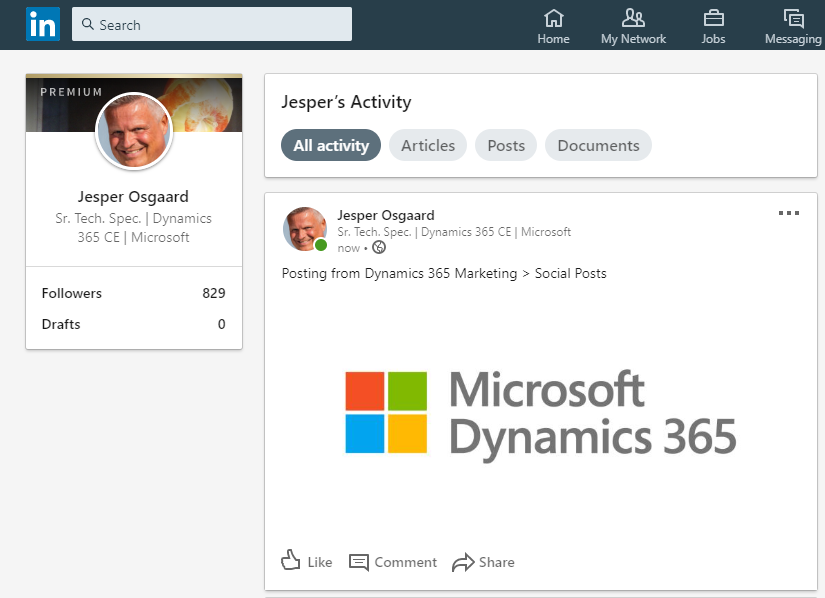 in
Search
Home
My Network
Jobs
Messaging
PREMIUM
Jesper Osgaard
Sr. Tech. Spec. | Dynamics
365 CE | Microsoft
Followers 829
Drafts 0
Jesper’s Activity
All activity
Articles
Posts
Documents
Jesper Osgaard
Sr. Tech. Spec. | Dynamics 365 CE | Microsoft
now •
Posting from Dynamics 365 Marketing > Social Posts
Microsoft
Dynamics 365
Like
Comment
Share